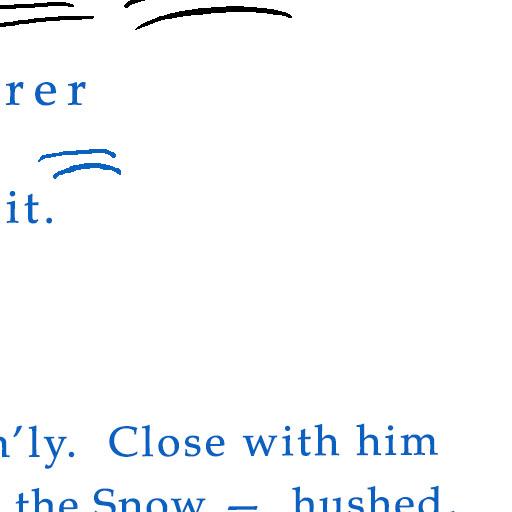 rer
it.
n'ly. Close with him
the Snow — hushed.